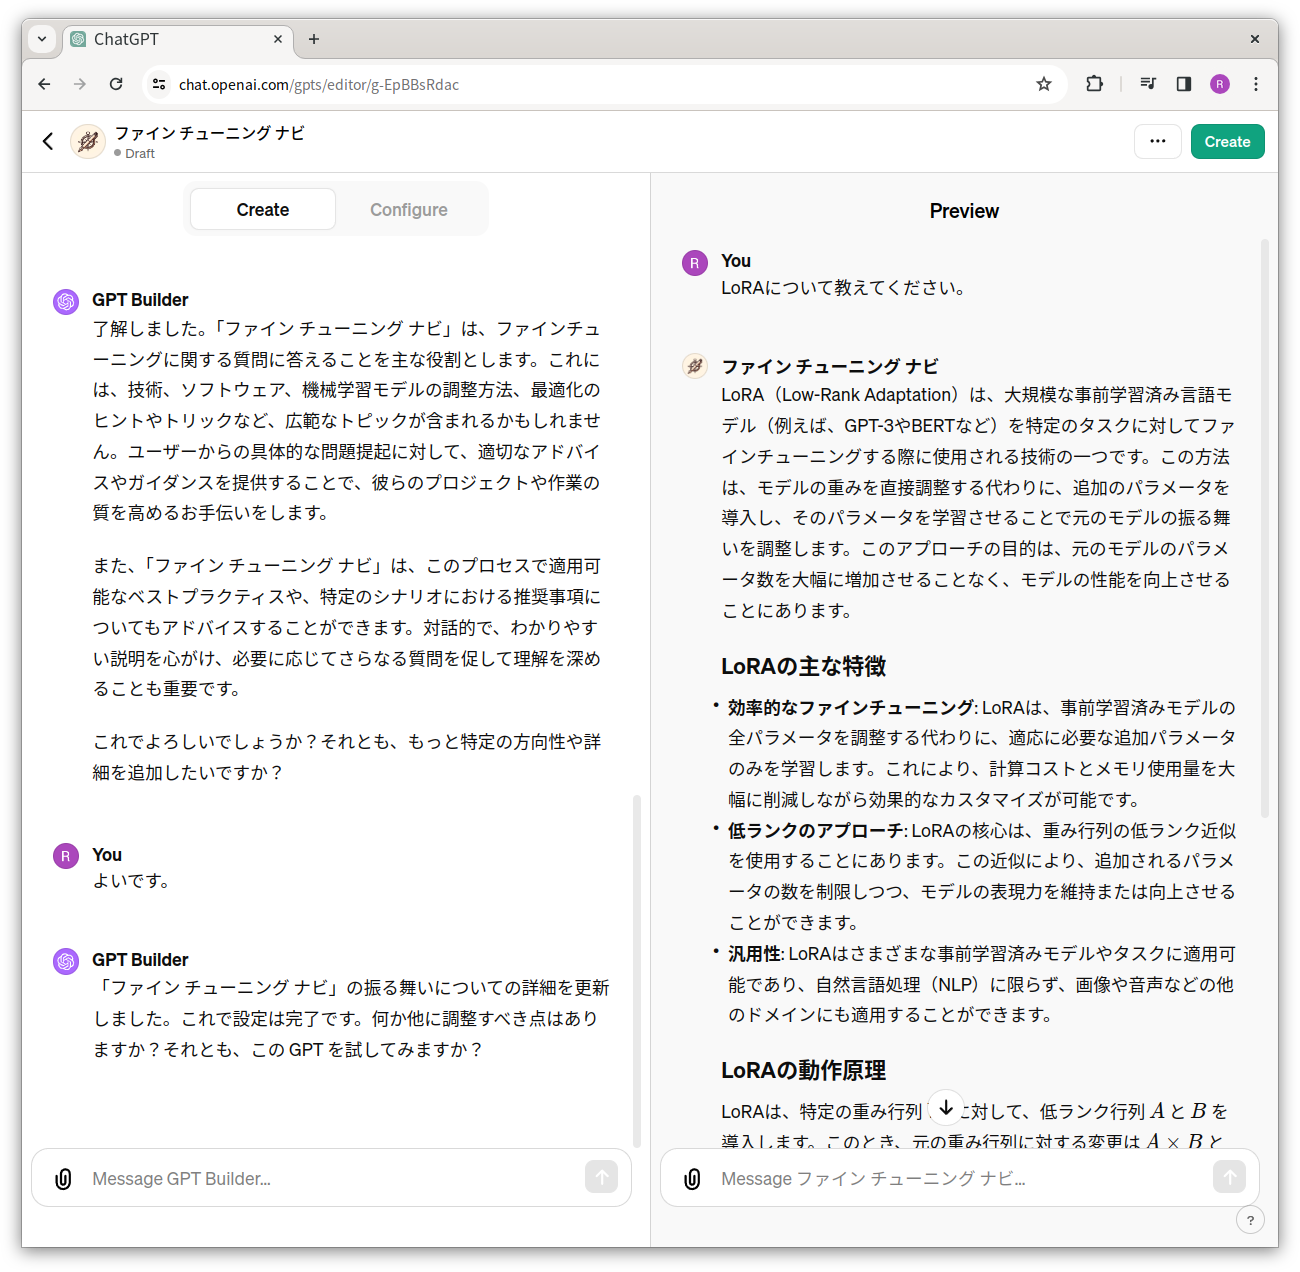 ChatGPT
chat.openai.com/gpts/editor/g-EpBBsRdac
R
ファイン チューニング ナビ
Draft
Create
Create
Configure
GPT Builder
了解しました。「ファイン チューニング ナビ」は、ファインチュ
ーニングに関する質問に答えることを主な役割とします。これに
は、技術、ソフトウェア、機械学習モデルの調整方法、最適化の
ヒントやトリックなど、広範なトピックが含まれるかもしれませ
ん。ユーザーからの具体的な問題提起に対して、適切なアドバイ
スやガイダンスを提供することで、彼らのプロジェクトや作業の
質を高めるお手伝いをします。
また、「ファイン チューニング ナビ」は、このプロセスで適用可
能なベストプラクティスや、特定のシナリオにおける推奨事項に
ついてもアドバイスすることができます。対話的で、わかりやす
い説明を心がけ、必要に応じてさらなる質問を促して理解を深め
ることも重要です。
これでよろしいでしょうか？それとも、もっと特定の方向性や詳
細を追加したいですか？
R
You
よいです。
GPT Builder
「ファイン チューニング ナビ」の振る舞いについての詳細を更新
しました。これで設定は完了です。何か他に調整すべき点はあり
ますか？それとも、この GPT を試してみますか？
Message GPT Builder…
Preview
R
You
LoRAについて教えてください。
ファイン チューニング ナビ
LoRA（Low-Rank Adaptation）は、大規模な事前学習済み言語モ
デル（例えば、GPT-3やBERTなど）を特定のタスクに対してファ
インチューニングする際に使用される技術の一つです。この方法
は、モデルの重みを直接調整する代わりに、追加のパラメータを
導入し、そのパラメータを学習させることで元のモデルの振る舞
いを調整します。このアプローチの目的は、元のモデルのパラメ
ータ数を大幅に増加させることなく、モデルの性能を向上させる
ことにあります。
LoRAの主な特徴
• 効率的なファインチューニング: LoRAは、事前学習済みモデルの
全パラメータを調整する代わりに、適応に必要な追加パラメータ
のみを学習します。これにより、計算コストとメモリ使用量を大
幅に削減しながら効果的なカスタマイズが可能です。
• 低ランクのアプローチ: LoRAの核心は、重み行列の低ランク近似
を使用することにあります。この近似により、追加されるパラメ
ータの数を制限しつつ、モデルの表現力を維持または向上させる
ことができます。
• 汎用性: LoRAはさまざまな事前学習済みモデルやタスクに適用可
能であり、自然言語処理（NLP）に限らず、画像や音声などの他
のドメインにも適用することができます。
LoRAの動作原理
LoRAは、特定の重み行列 に対して、低ランク行列 A と B を
導入します。このとき、元の重み行列に対する変更は A × B と
Message ファイン チューニング ナビ…
?